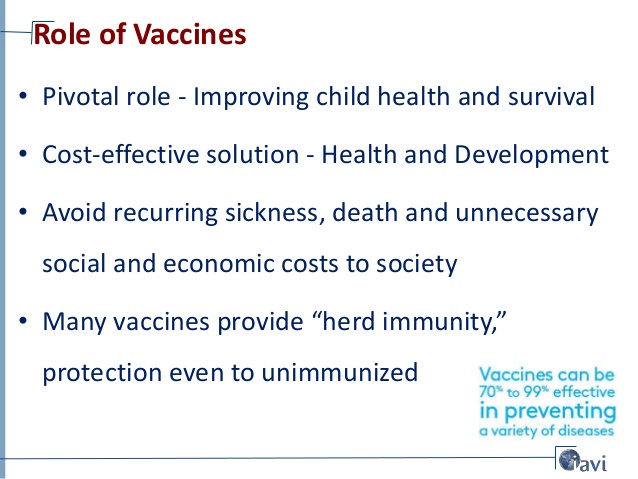 Role of Vaccines
• Pivotal role - Improving child health and survival
• Cost-effective solution - Health and Development
• Avoid recurring sickness, death and unnecessary
social and economic costs to society
• Many vaccines provide “herd immunity,”
protection even to unimmunized
Vaccines can be
70% to 99% effective
in preventing
a variety of diseases
iavi